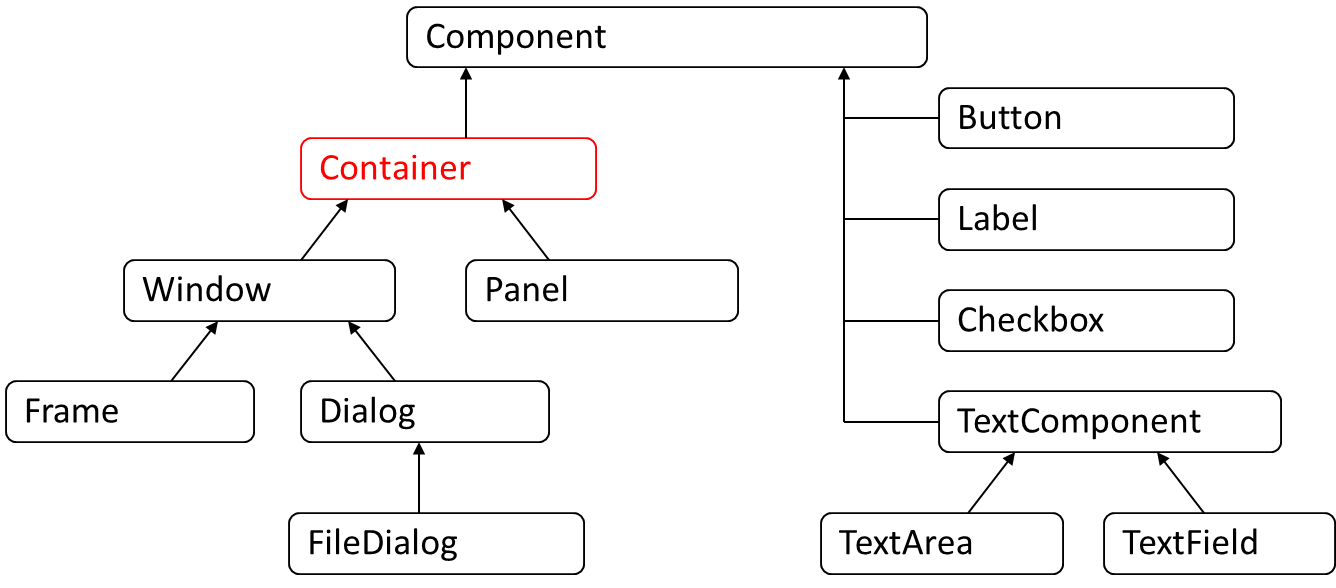 Component
Button
Container
Label
Window
Panel
Checkbox
Frame
Dialog
TextComponent
FileDialog
TextArea
TextField